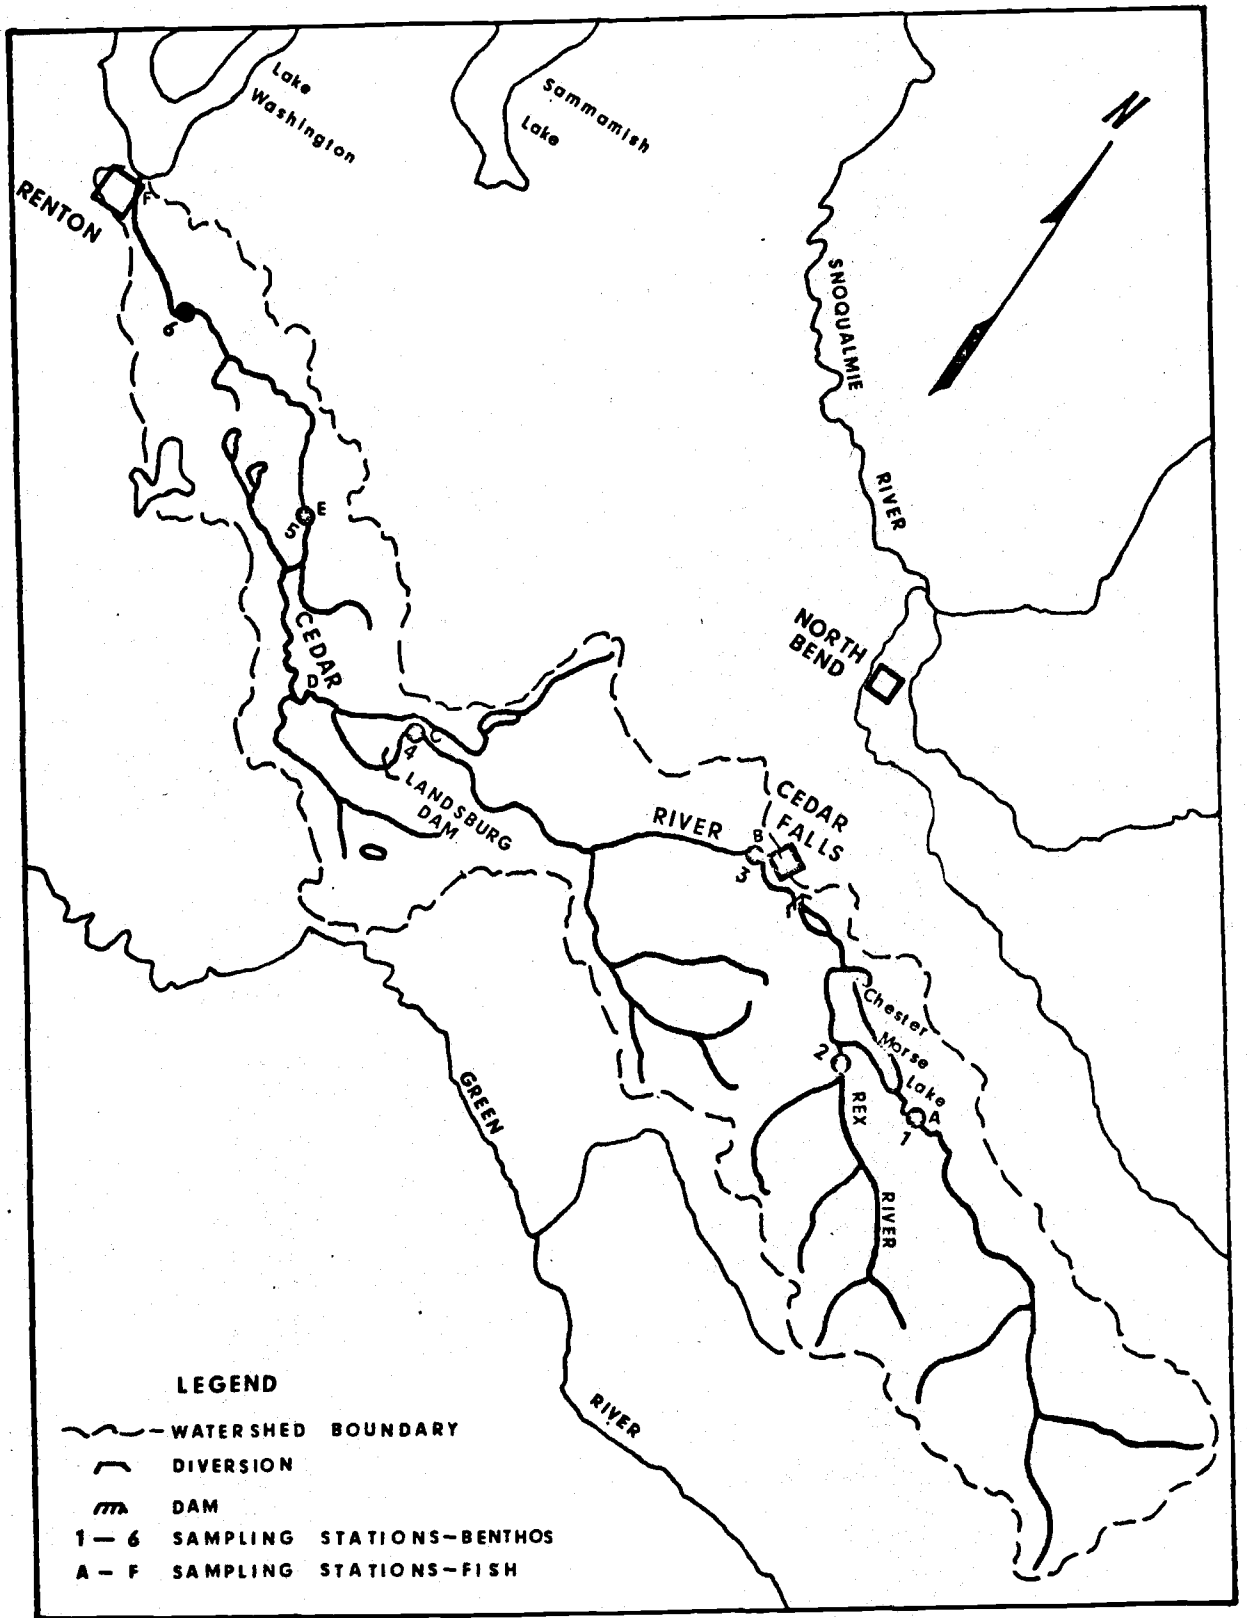 Lake
Washington
Sammamish
Lake
N
RENTON
F
6
SNOQUALMIE
RIVER
E
5
CEDAR
D
NORTH
BEND
C
4
LANDSBURG
DAM
RIVER
CEDAR
FALLS
B
3
Chester
Morse
Lake
2
A
1
REX
RIVER
GREEN
RIVER
LEGEND
WATERSHED BOUNDARY
DIVERSION
DAM
1 — 6 SAMPLING STATIONS—BENTHOS
A — F SAMPLING STATIONS—FISH